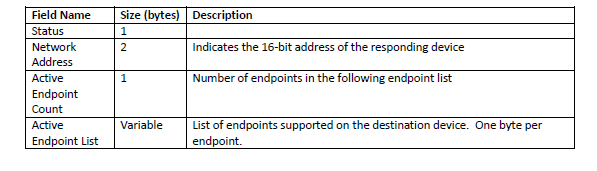 Field Name Size (bytes) Description
Status 1
Network Address 2 Indicates the 16-bit address of the responding device
Active Endpoint Count 1 Number of endpoints in the following endpoint list
Active Endpoint List Variable List of endpoints supported on the destination device.  One byte per endpoint.